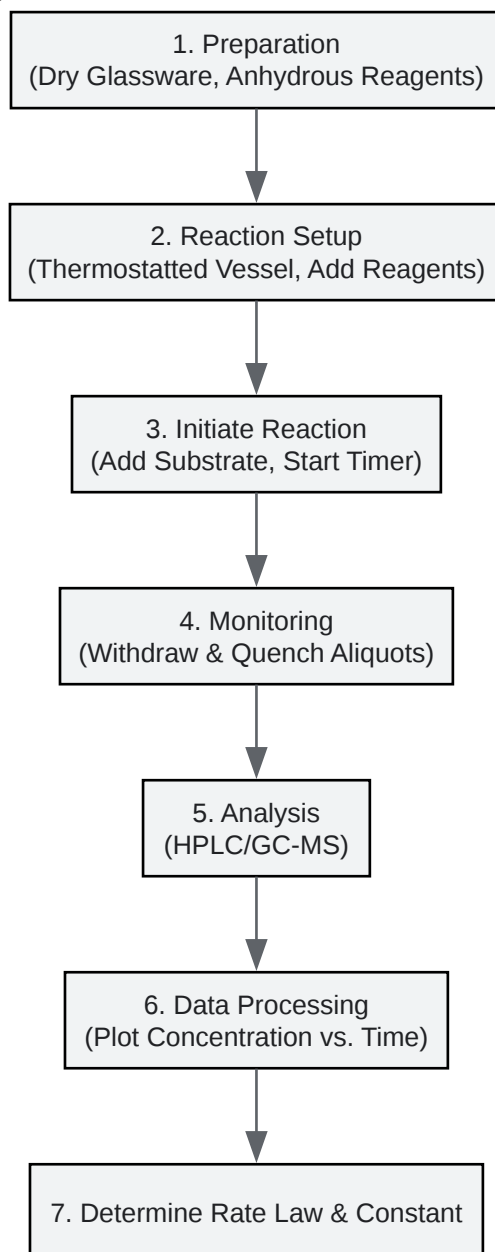 1. Preparation
(Dry Glassware, Anhydrous Reagents)
2. Reaction Setup
(Thermostatted Vessel, Add Reagents)
3. Initiate Reaction
(Add Substrate, Start Timer)
4. Monitoring
(Withdraw & Quench Aliquots)
5. Analysis
(HPLC/GC-MS)
6. Data Processing
(Plot Concentration vs. Time)
7. Determine Rate Law & Constant